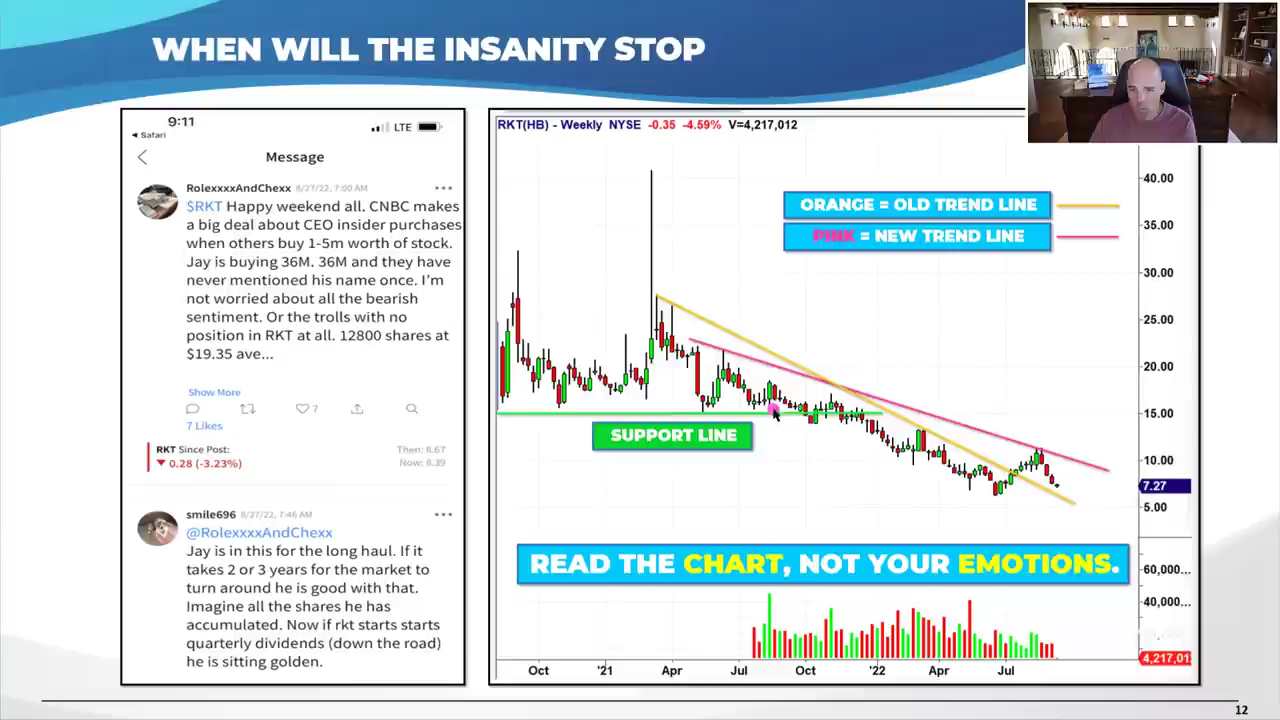 WHEN WILL THE INSANITY STOP
9:11
LTE
Safari
Message
RolexxxxAndChexx 8/27/22, 7:00 AM
$RKT Happy weekend all. CNBC makes
a big deal about CEO insider purchases
when others buy 1-5m worth of stock.
Jay is buying 36M. 36M and they have
never mentioned his name once. I'm
not worried about all the bearish
sentiment. Or the trolls with no
position in RKT at all. 12800 shares at
$19.35 ave...
Show More
7
7 Likes
RKT Since Post:
Then: 8.67
0.28 (-3.23%)
Now: 8.39
smile696 8/27/22, 7:46 AM
@RolexxxxAndChexx
Jay is in this for the long haul. If it
takes 2 or 3 years for the market to
turn around he is good with that.
Imagine all the shares he has
accumulated. Now if rkt starts starts
quarterly dividends (down the road)
he is sitting golden.
RKT(HB) - Weekly NYSE -0.35 -4.59% V=4,217,012
ORANGE = OLD TREND LINE
PINK = NEW TREND LINE
SUPPORT LINE
READ THE CHART, NOT YOUR EMOTIONS.
40.00
35.00
30.00
25.00
20.00
15.00
10.00
7.27
5.00
60,000...
40,000...
4,217,01
Oct '21 Apr Jul Oct '22 Apr Jul
12